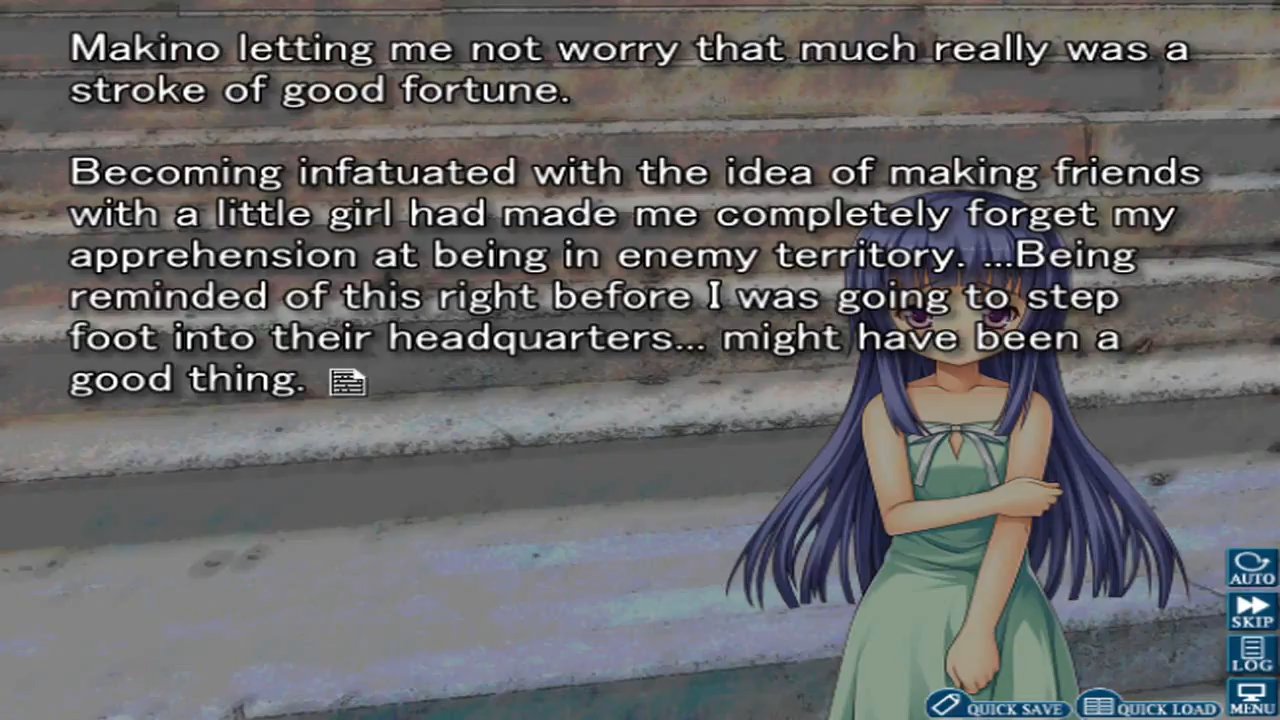 Makino letting me not worry that much really was a
stroke of good fortune.
Becoming infatuated with the idea of making friends
with a little girl had made me completely forget my
apprehension at being in enemy territory. ...Being
reminded of this right before I was going to step
foot into their headquarters... might have been a
good thing.
AUTO
SKIP
LOG
MENU
QUICK SAVE
QUICK LOAD